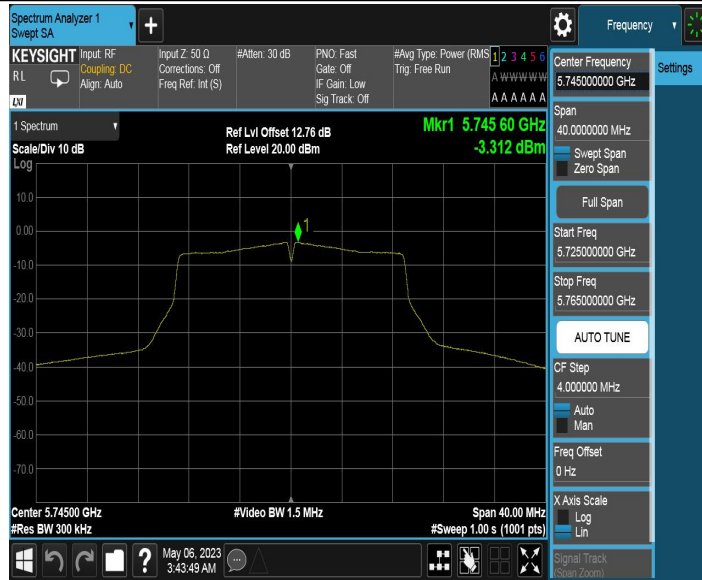 Spectrum Analyzer 1
Swept SA
+
Frequency
KEYSIGHT
RL
LXI
Input: RF
Coupling: DC
Align: Auto
Input Z: 50 Ω
Corrections: Off
Freq Ref: Int (S)
#Atten: 30 dB
PNO: Fast
Gate: Off
IF Gain: Low
Sig Track: Off
#Avg Type: Power (RMS
Trig: Free Run
1 2 3 4 5 6
A W W W W W
A A A A A A
Center Frequency
5.745000000 GHz
Settings
Span
40.0000000 MHz
Swept Span
Zero Span
Full Span
Start Freq
5.725000000 GHz
Stop Freq
5.765000000 GHz
AUTO TUNE
CF Step
4.000000 MHz
Auto
Man
Freq Offset
0 Hz
X Axis Scale
Log
Lin
Signal Track
(Span Zoom)
1 Spectrum
Scale/Div 10 dB
Log
Ref Lvl Offset 12.76 dB
Ref Level 20.00 dBm
Mkr1 5.745 60 GHz
-3.312 dBm
1
10.0
0.00
-10.0
-20.0
-30.0
-40.0
-50.0
-60.0
-70.0
Center 5.74500 GHz
#Res BW 300 kHz
#Video BW 1.5 MHz
Span 40.00 MHz
#Sweep 1.00 s (1001 pts)
?
May 06, 2023
3:43:49 AM